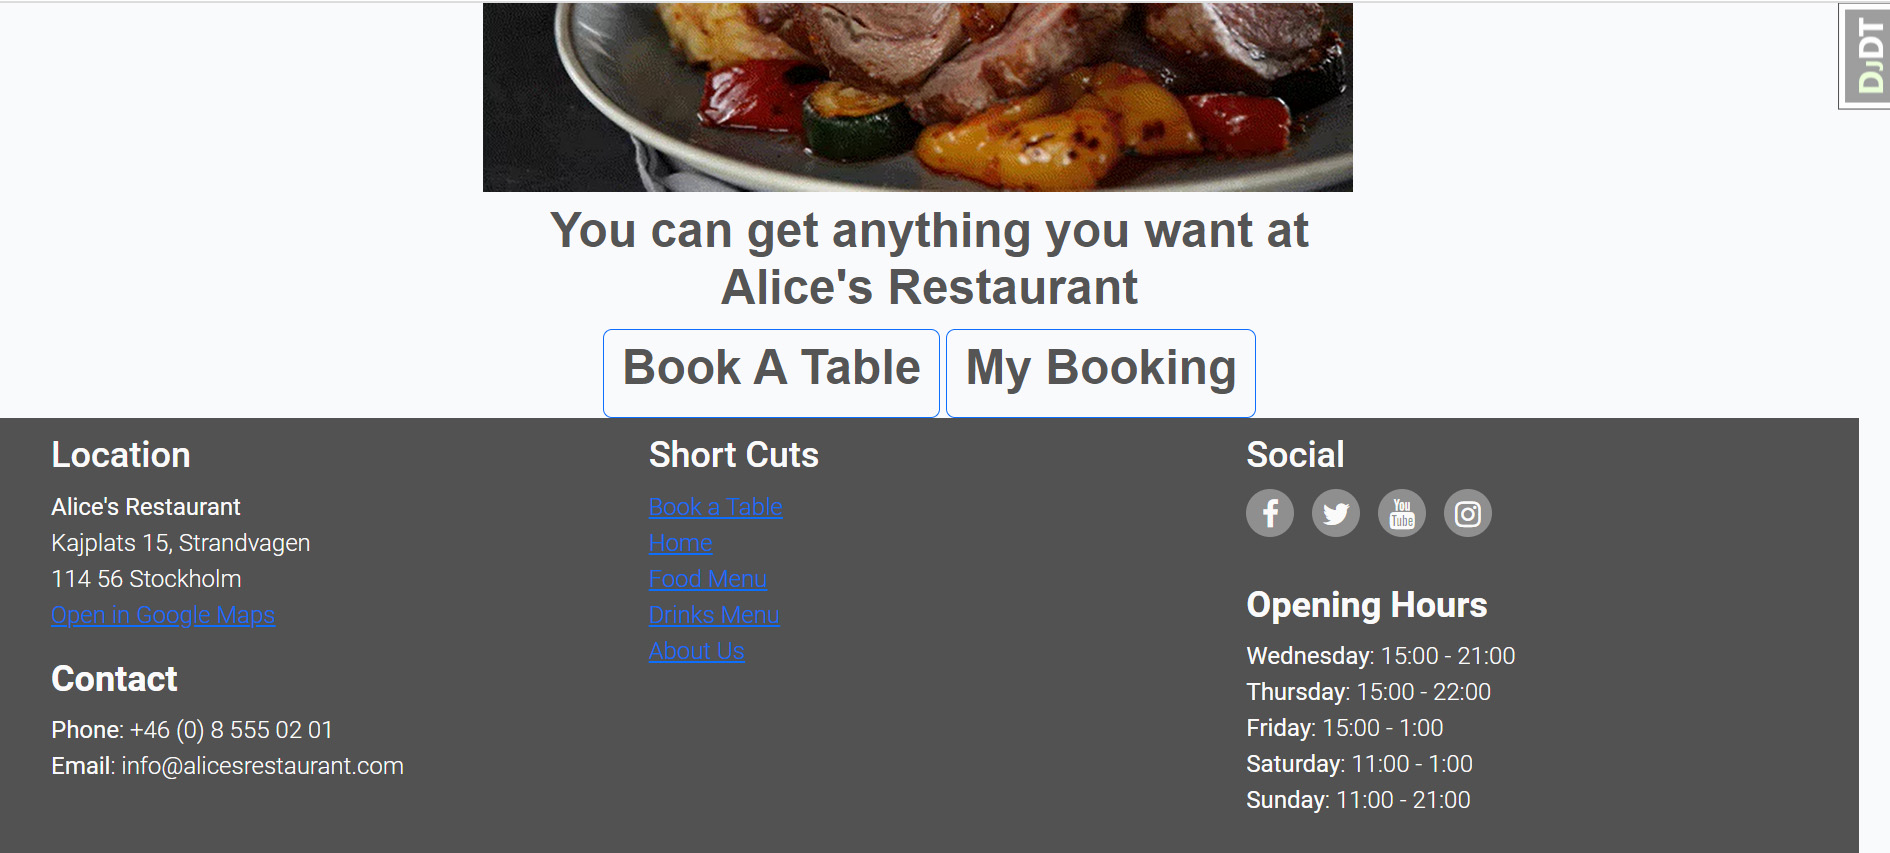 DjDT
You can get anything you want at
Alice's Restaurant
Book A Table
My Booking
Location
Alice's Restaurant
Kajplats 15, Strandvagen
114 56 Stockholm
Open in Google Maps
Contact
Phone: +46 (0) 8 555 02 01
Email: info@alicesrestaurant.com
Short Cuts
Book a Table
Home
Food Menu
Drinks Menu
About Us
Social
You
Tube
Opening Hours
Wednesday: 15:00 - 21:00
Thursday: 15:00 - 22:00
Friday: 15:00 - 1:00
Saturday: 11:00 - 1:00
Sunday: 11:00 - 21:00